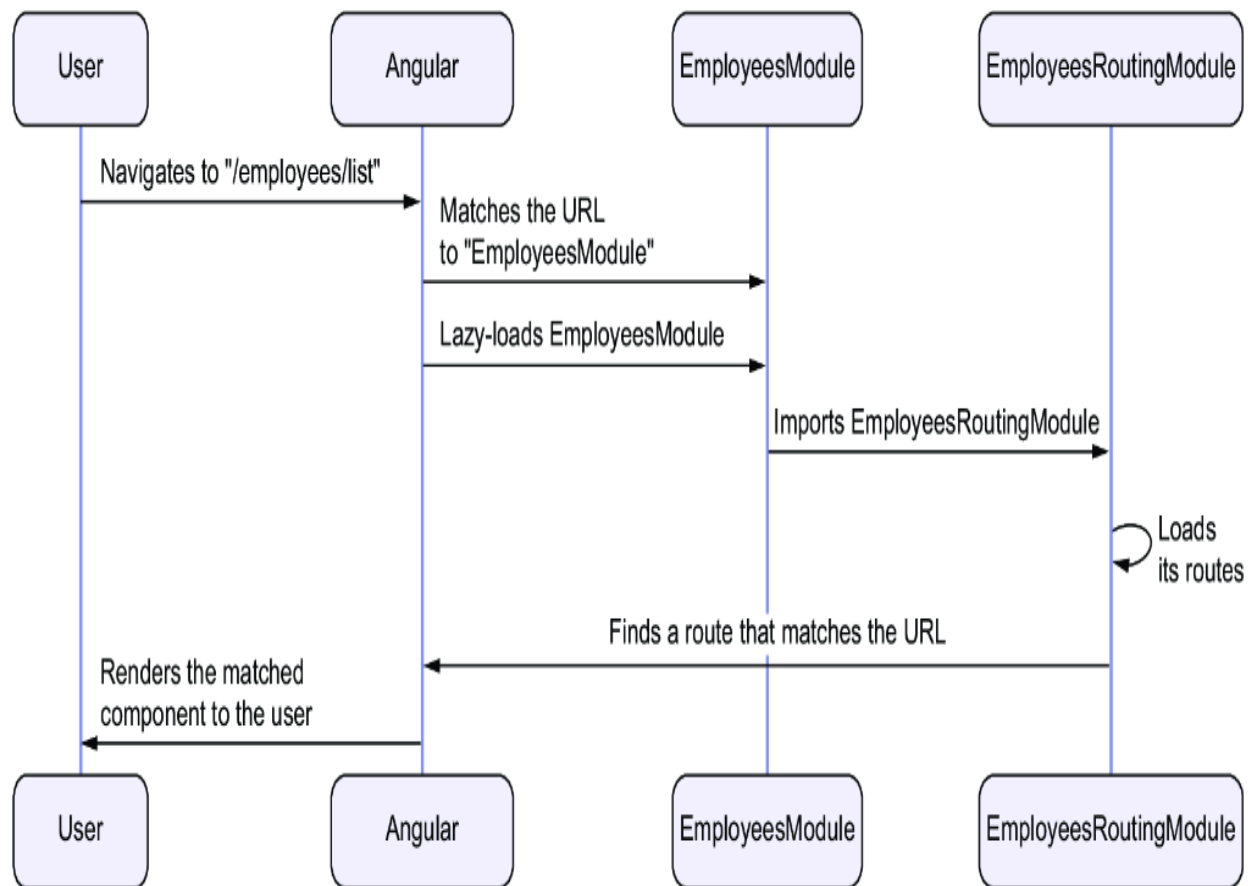 User
Angular
EmployeesModule
EmployeesRoutingModule
Navigates to "/employees/list"
Matches the URL
to "EmployeesModule"
Lazy-loads EmployeesModule
Imports EmployeesRoutingModule
Loads
its routes
Finds a route that matches the URL
Renders the matched
component to the user
User
Angular
EmployeesModule
EmployeesRoutingModule